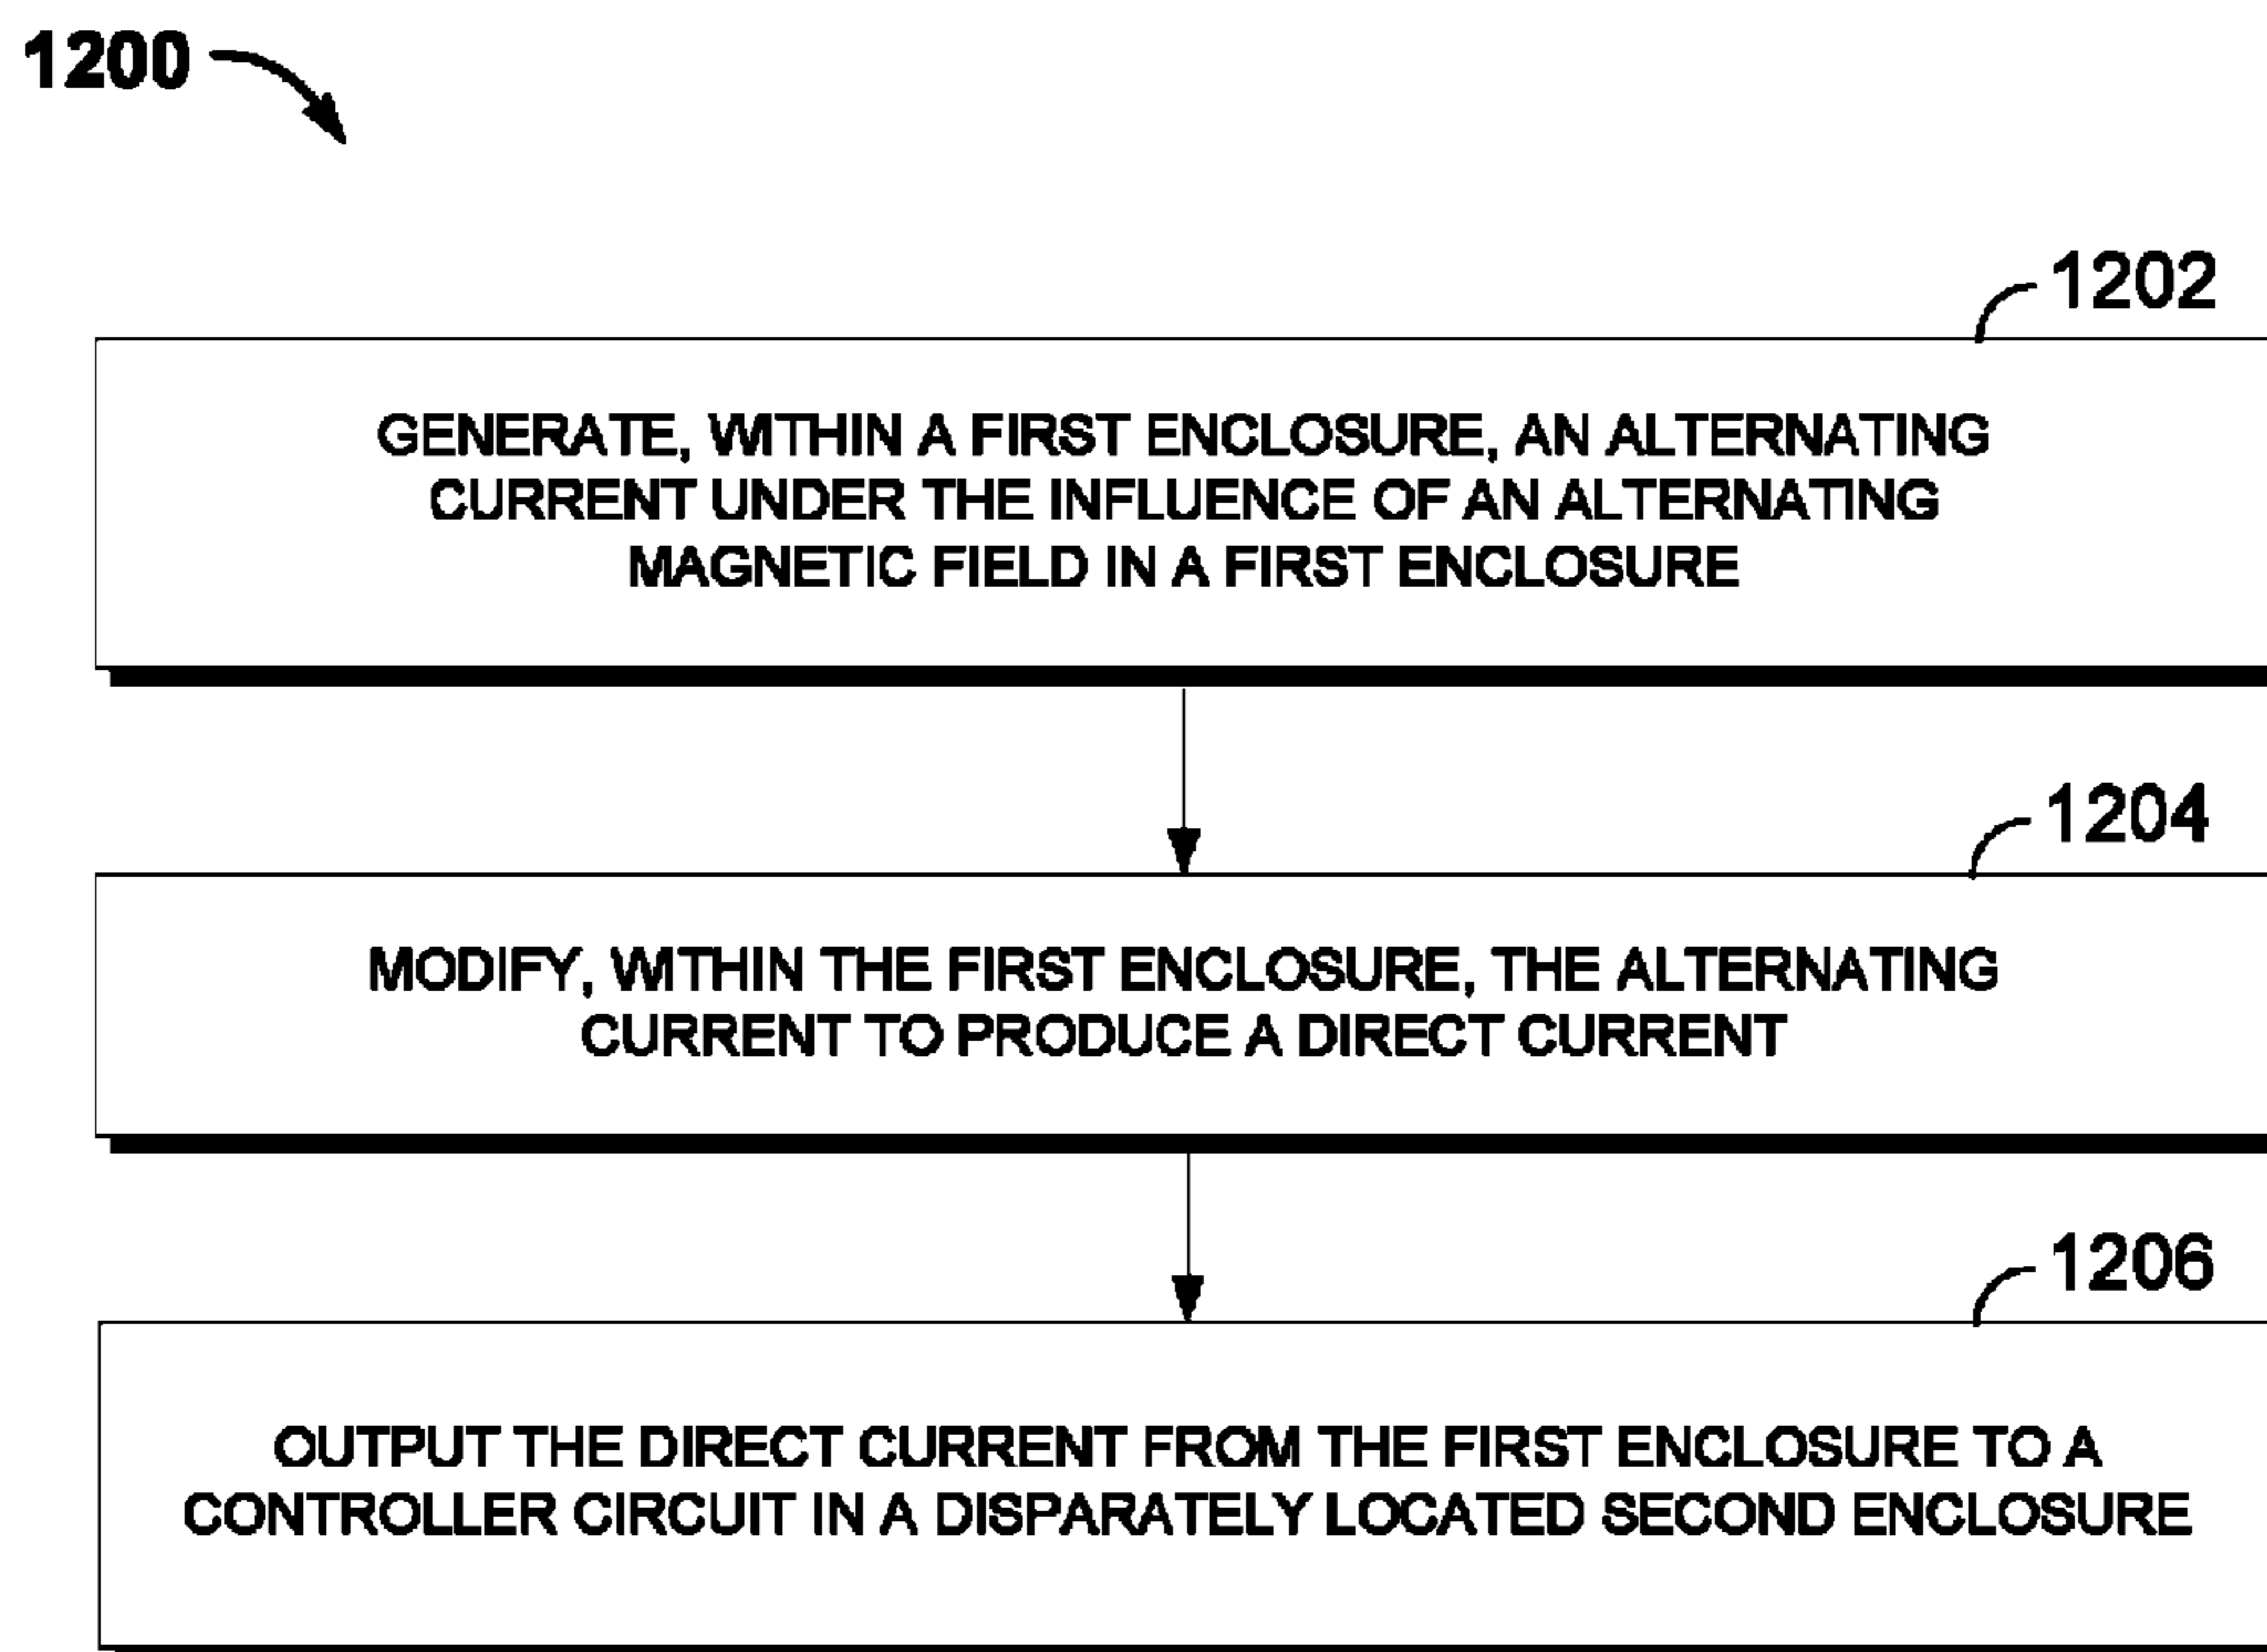 1200
1202
GENERATE, WITHIN A FIRST ENCLOSURE, AN ALTERNATING
CURRENT UNDER THE INFLUENCE OF AN ALTERNATING
MAGNETIC FIELD IN A FIRST ENCLOSURE
1204
MODIFY, WITHIN THE FIRST ENCLOSURE, THE ALTERNATING
CURRENT TO PRODUCE A DIRECT CURRENT
1206
OUTPUT THE DIRECT CURRENT FROM THE FIRST ENCLOSURE TO A
CONTROLLER CIRCUIT IN A DISPARATELY LOCATED SECOND ENCLOSURE